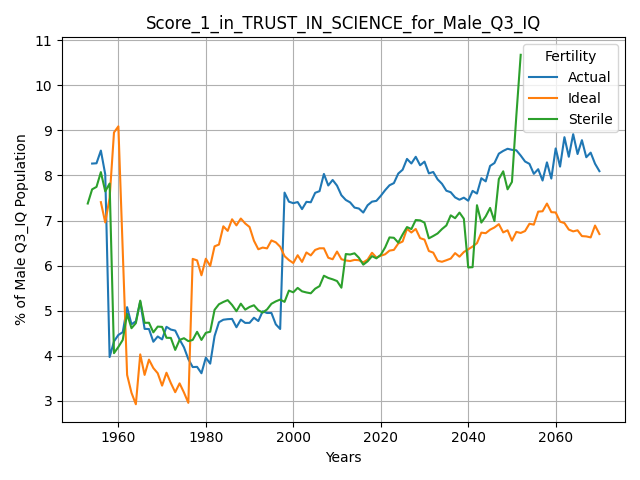 Score_1_in_TRUST_IN_SCIENCE_for_Male_Q3_IQ
Fertility
Actual
Ideal
Sterile
% of Male Q3_IQ Population
11
10
9
8
7
6
5
4
3
1960
1980
2000
2020
2040
2060
Years